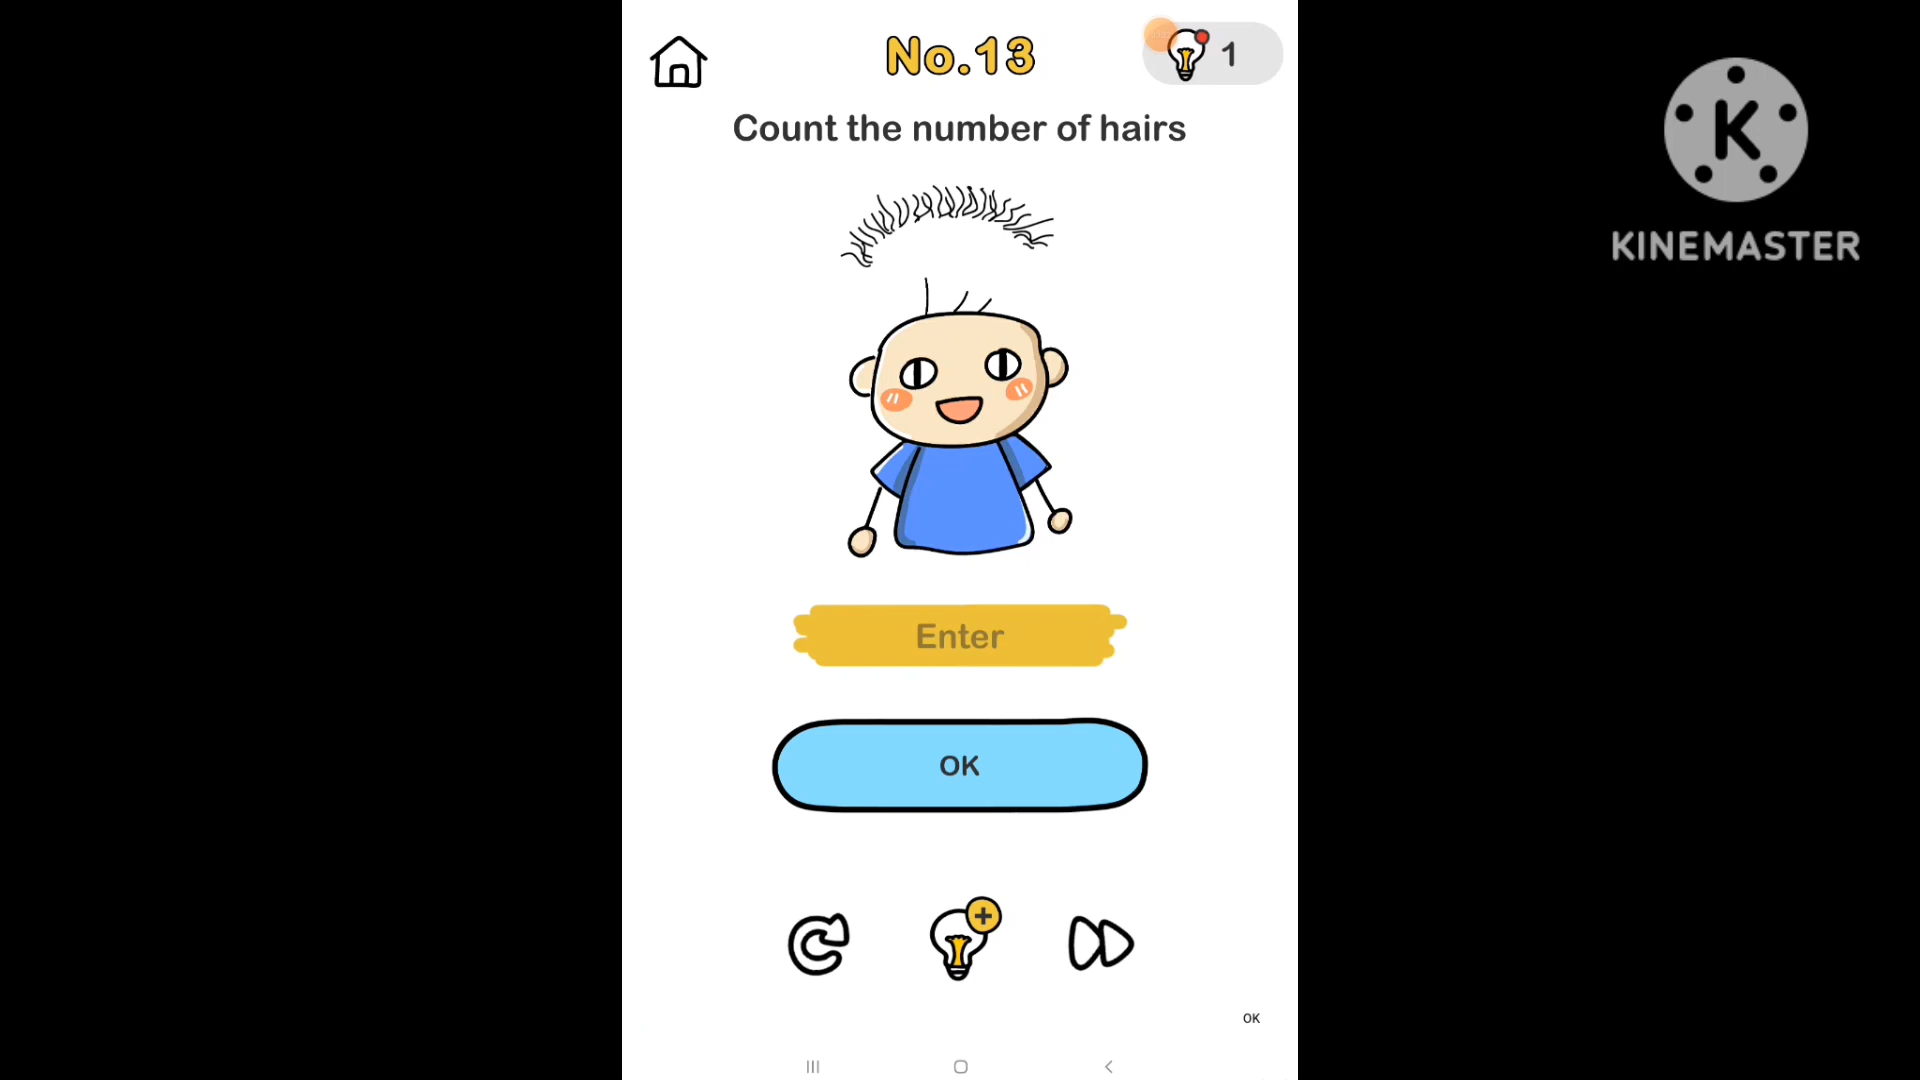 No.13
1
Count the number of hairs
K
KINEMASTER
Enter
OK
OK